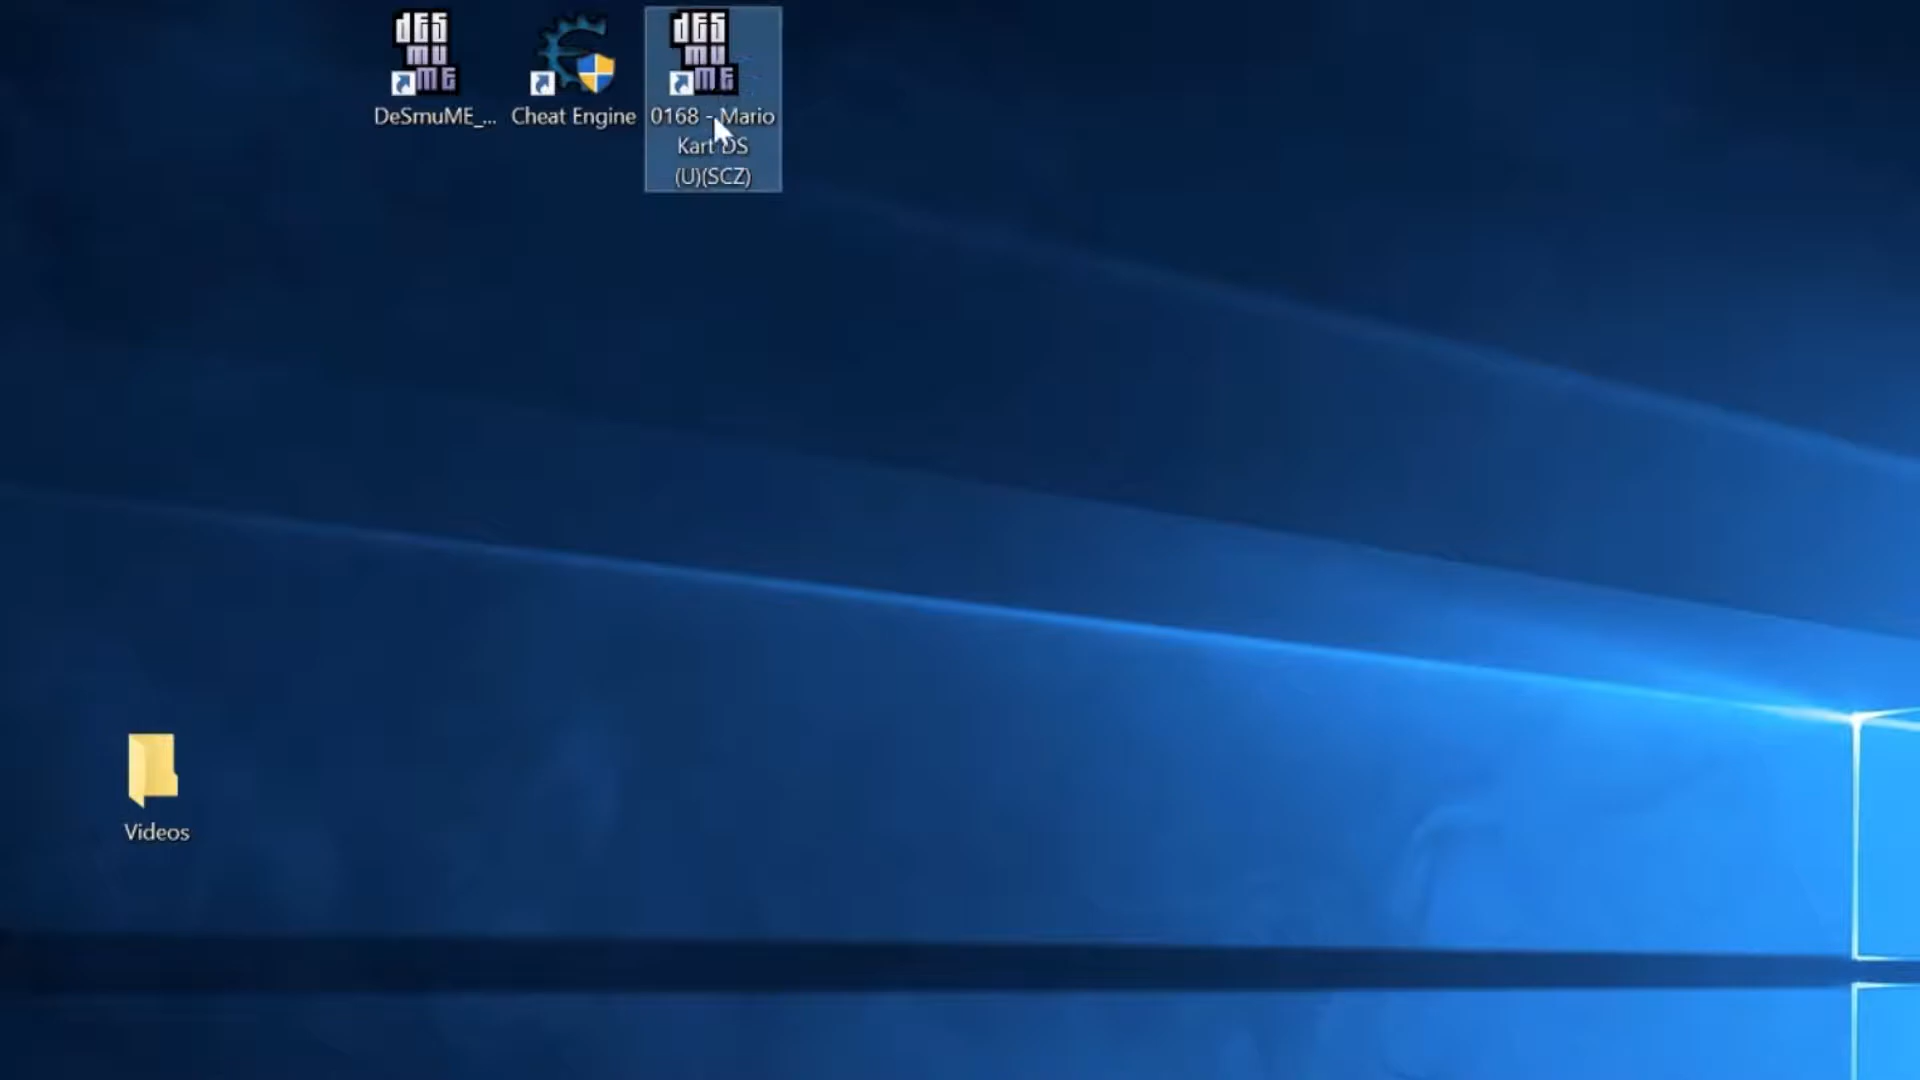 DeSmuME_...
Cheat Engine
0168 - Mario
Kart DS
(U)(SCZ)
Videos